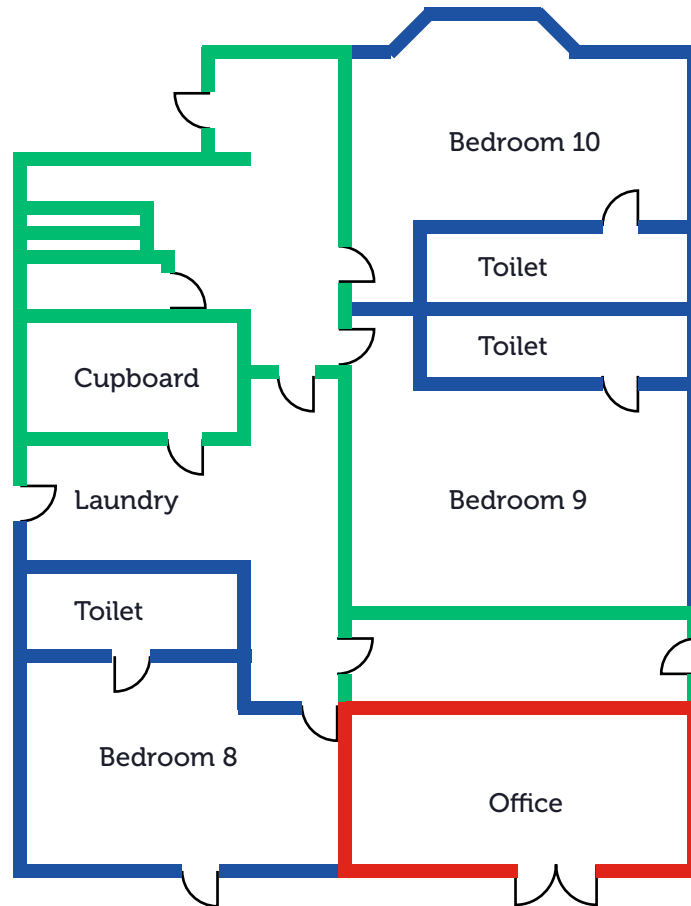 Bedroom 10
Toilet
Toilet
Cupboard
Laundry
Bedroom 9
Toilet
Bedroom 8
Office